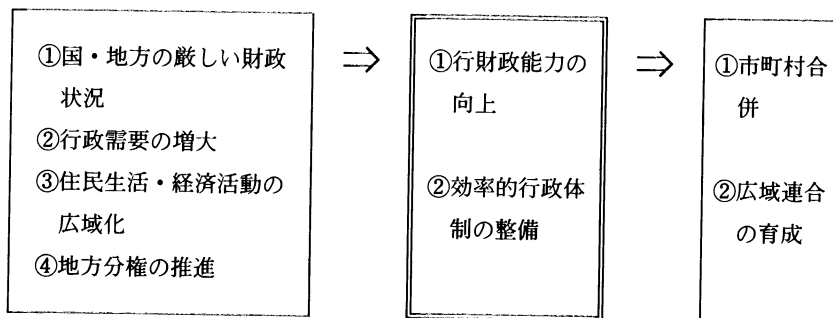 ①国・地方の厳しい財政
状況
②行政需要の増大
③住民生活・経済活動の
広域化
④地方分権の推進
⇒
①行財政能力の
向上
②効率的行政体
制の整備
⇒
①市町村合
併
②広域連合
の育成